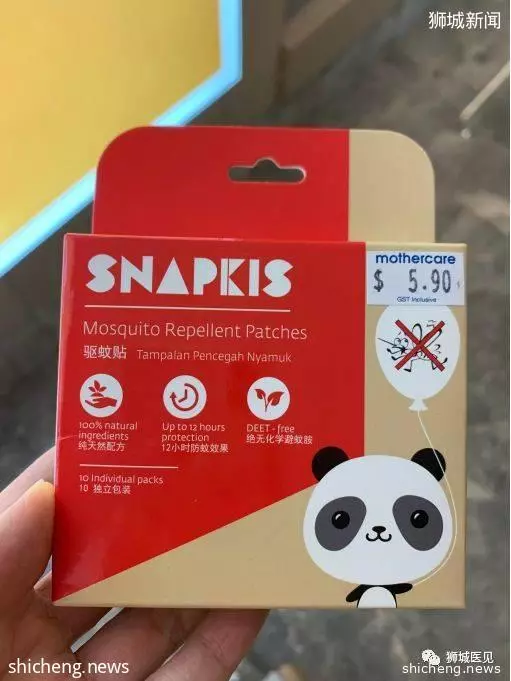 狮城新闻
mothercare
$ 5.90
GST Inclusive
SNAPKIS
Mosquito Repellent Patches
驱蚊贴 Tampalan Pencegah Nyamuk
100% natural
ingredients
纯天然配方
Up to 12 hours
protection
12小时防蚊效果
DEET - free
绝无化学避蚊胺
10 Individual packs
10 独立包装
狮城医见
shicheng.news
shicheng.news